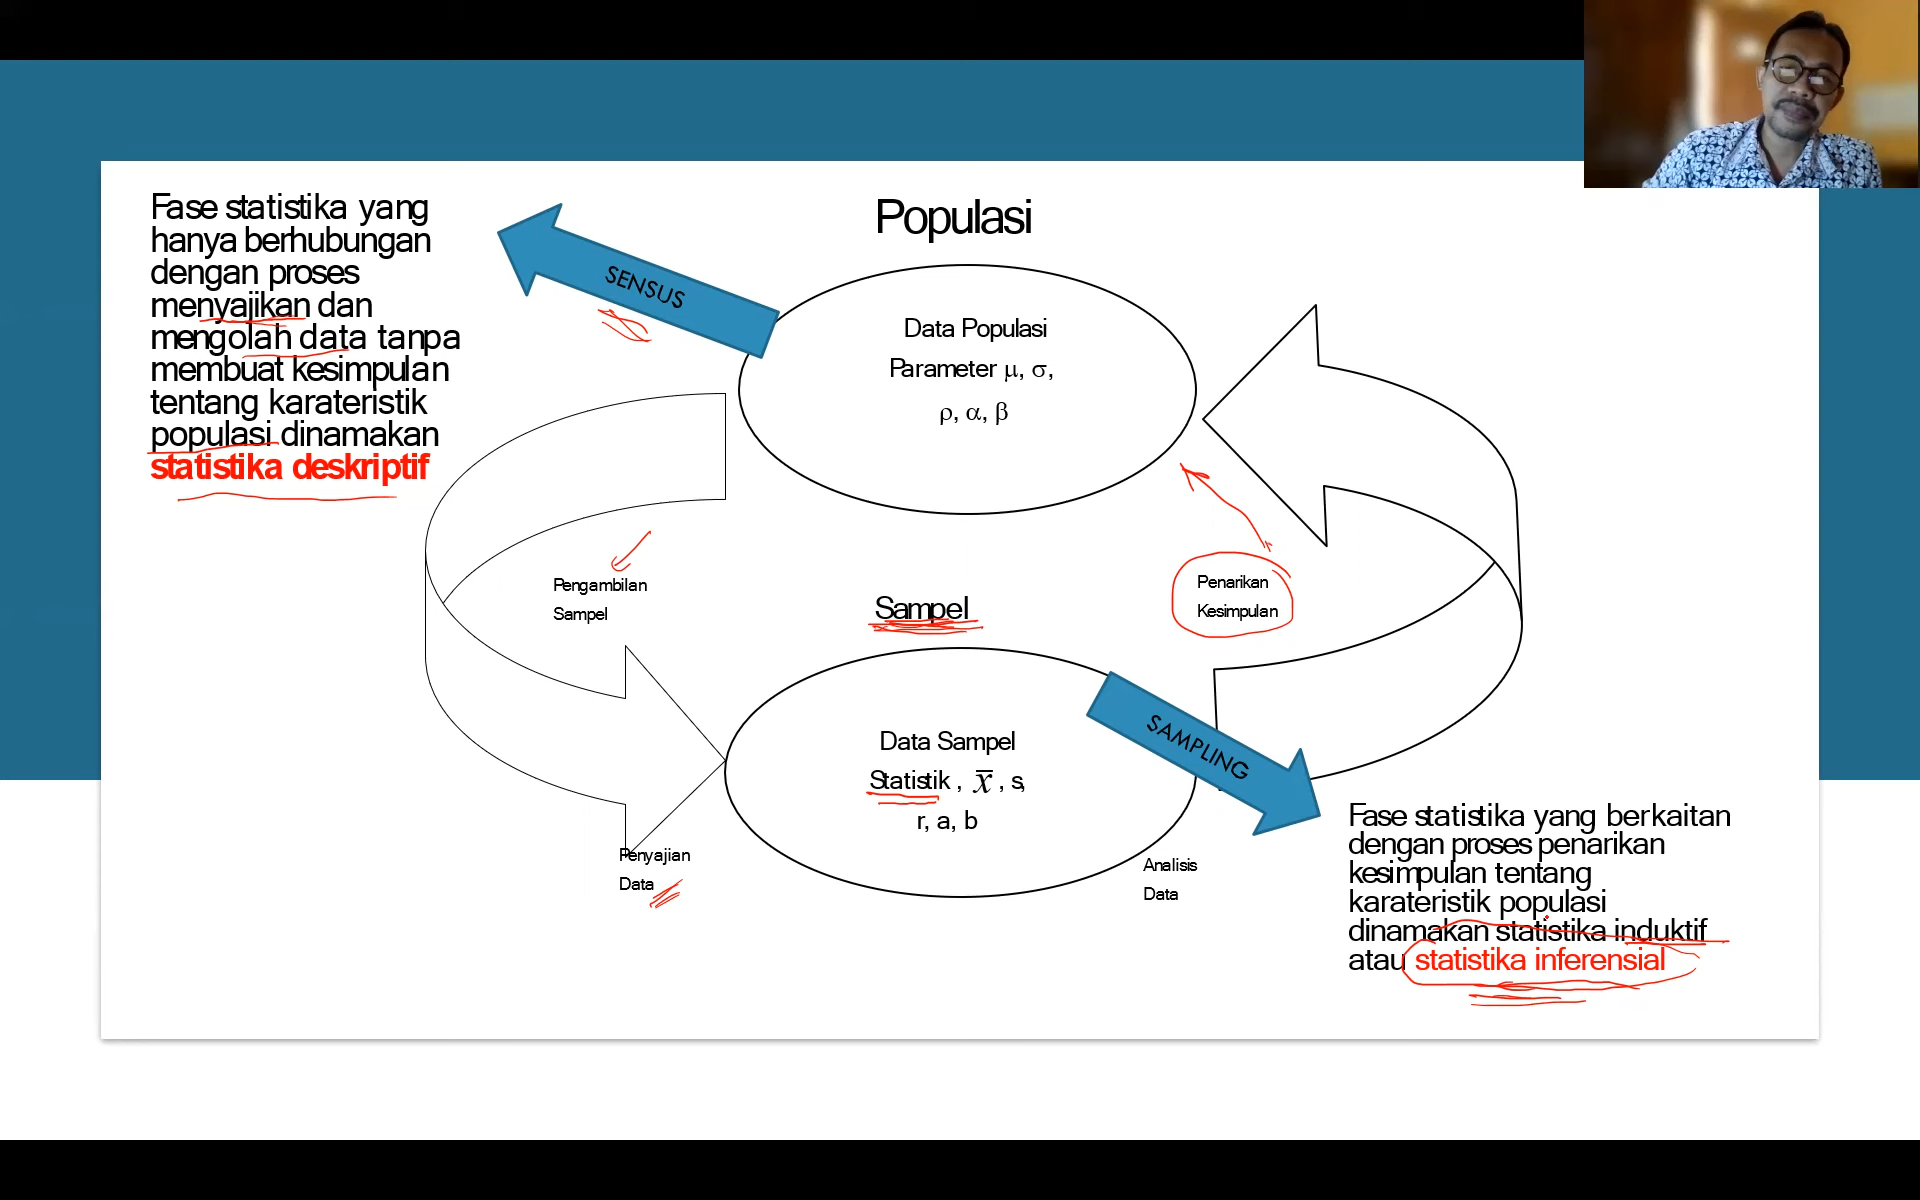 Fase statistika yang
hanya berhubungan
dengan proses
menyajikan dan
mengolah data tanpa
membuat kesimpulan
tentang karateristik
populasi dinamakan
statistika deskriptif
SENSUS
Populasi
Data Populasi
Parameter μ, σ,
ρ, α, β
Pengambilan
Sampel
Penarikan
Kesimpulan
Sampel
Data Sampel
Statistik , x̅ , s,
r, a, b
SAMPLING
Penyajian
Data
Analisis
Data
Fase statistika yang berkaitan
dengan proses penarikan
kesimpulan tentang
karateristik populasi
dinamakan statistika induktif
atau statistika inferensial